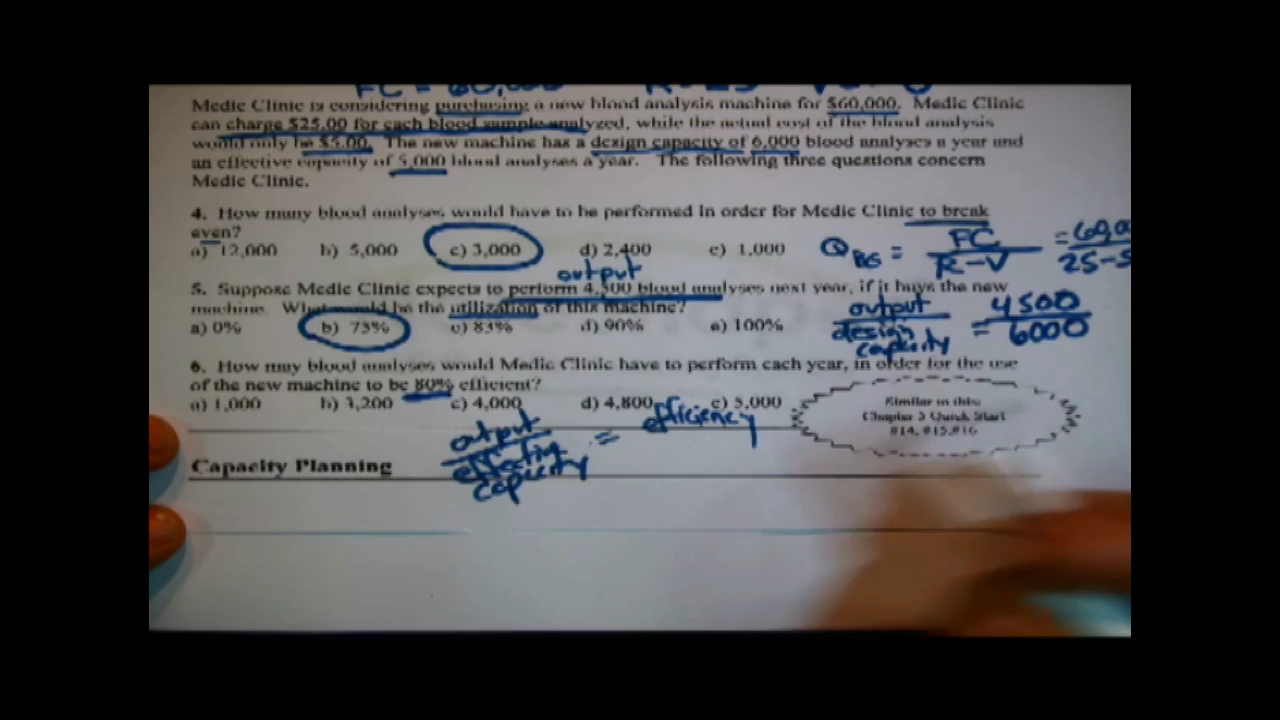 FC = 60,000
Medic Clinic is considering purchasing a new blood analysis machine for $60,000. Medic Clinic
can charge $25.00 for each blood sample analyzed, while the actual cost of the blood analysis
would only be $5.00. The new machine has a design capacity of 6,000 blood analyses a year and
an effective capacity of 5,000 blood analyses a year. The following three questions concern
Medic Clinic.
4. How many blood analyses would have to be performed in order for Medic Clinic to break
even?
a) 12,000 b) 5,000 c) 3,000 d) 2,400 e) 1,000
Q BE = FC / R-V = 60,00 / 25-5
output
5. Suppose Medic Clinic expects to perform 4,500 blood analyses next year, if it buys the new
machine. What would be the utilization of this machine?
a) 0% b) 75% c) 83% d) 90% e) 100%
output
design
capacity
= 4500
6000
6. How may blood analyses would Medic Clinic have to perform each year, in order for the use
of the new machine to be 80% efficient?
a) 1,000 b) 3,200 c) 4,000 d) 4,800 e) 5,000
Similar to this:
Chapter 5 Quick Start
#14, #15, #16
output
effective
capacity
= efficiency
Capacity Planning